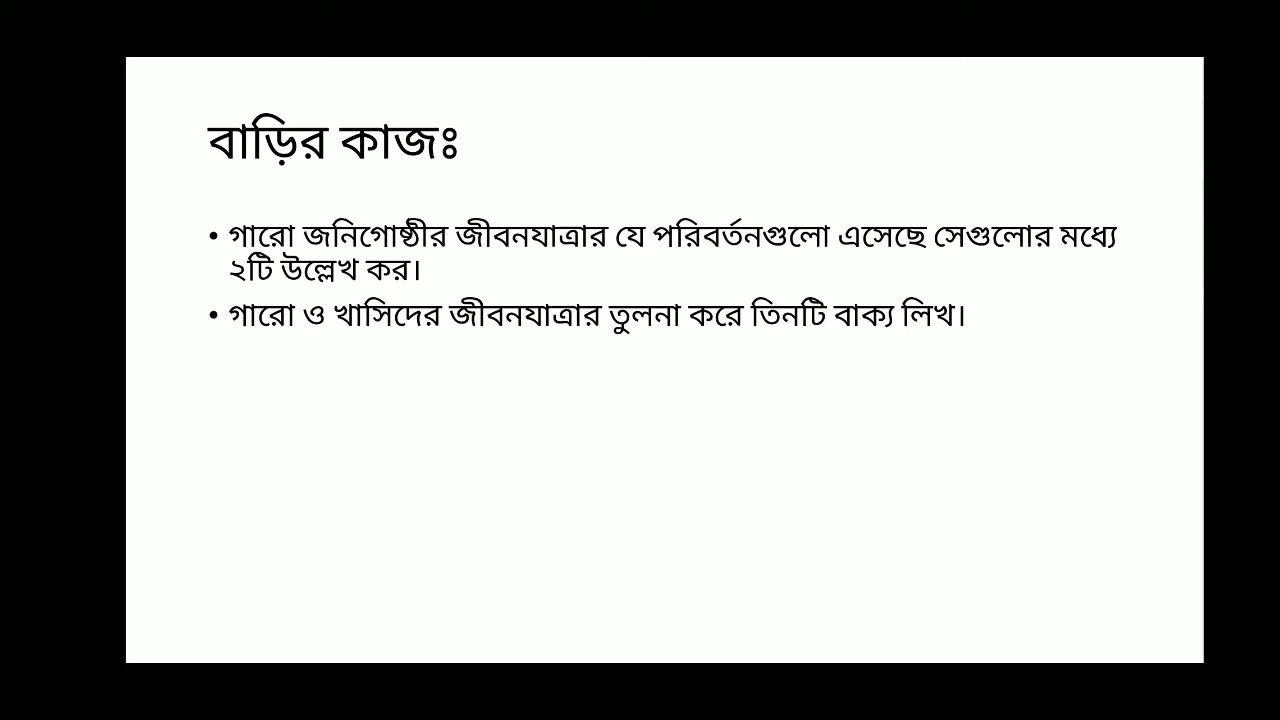 বাড়ির কাজঃ
• গারো জনিগোষ্ঠীর জীবনযাত্রার যে পরিবর্তনগুলো এসেছে সেগুলোর মধ্যে
২টি উল্লেখ কর।
• গারো ও খাসিদের জীবনযাত্রার তুলনা করে তিনটি বাক্য লিখ।